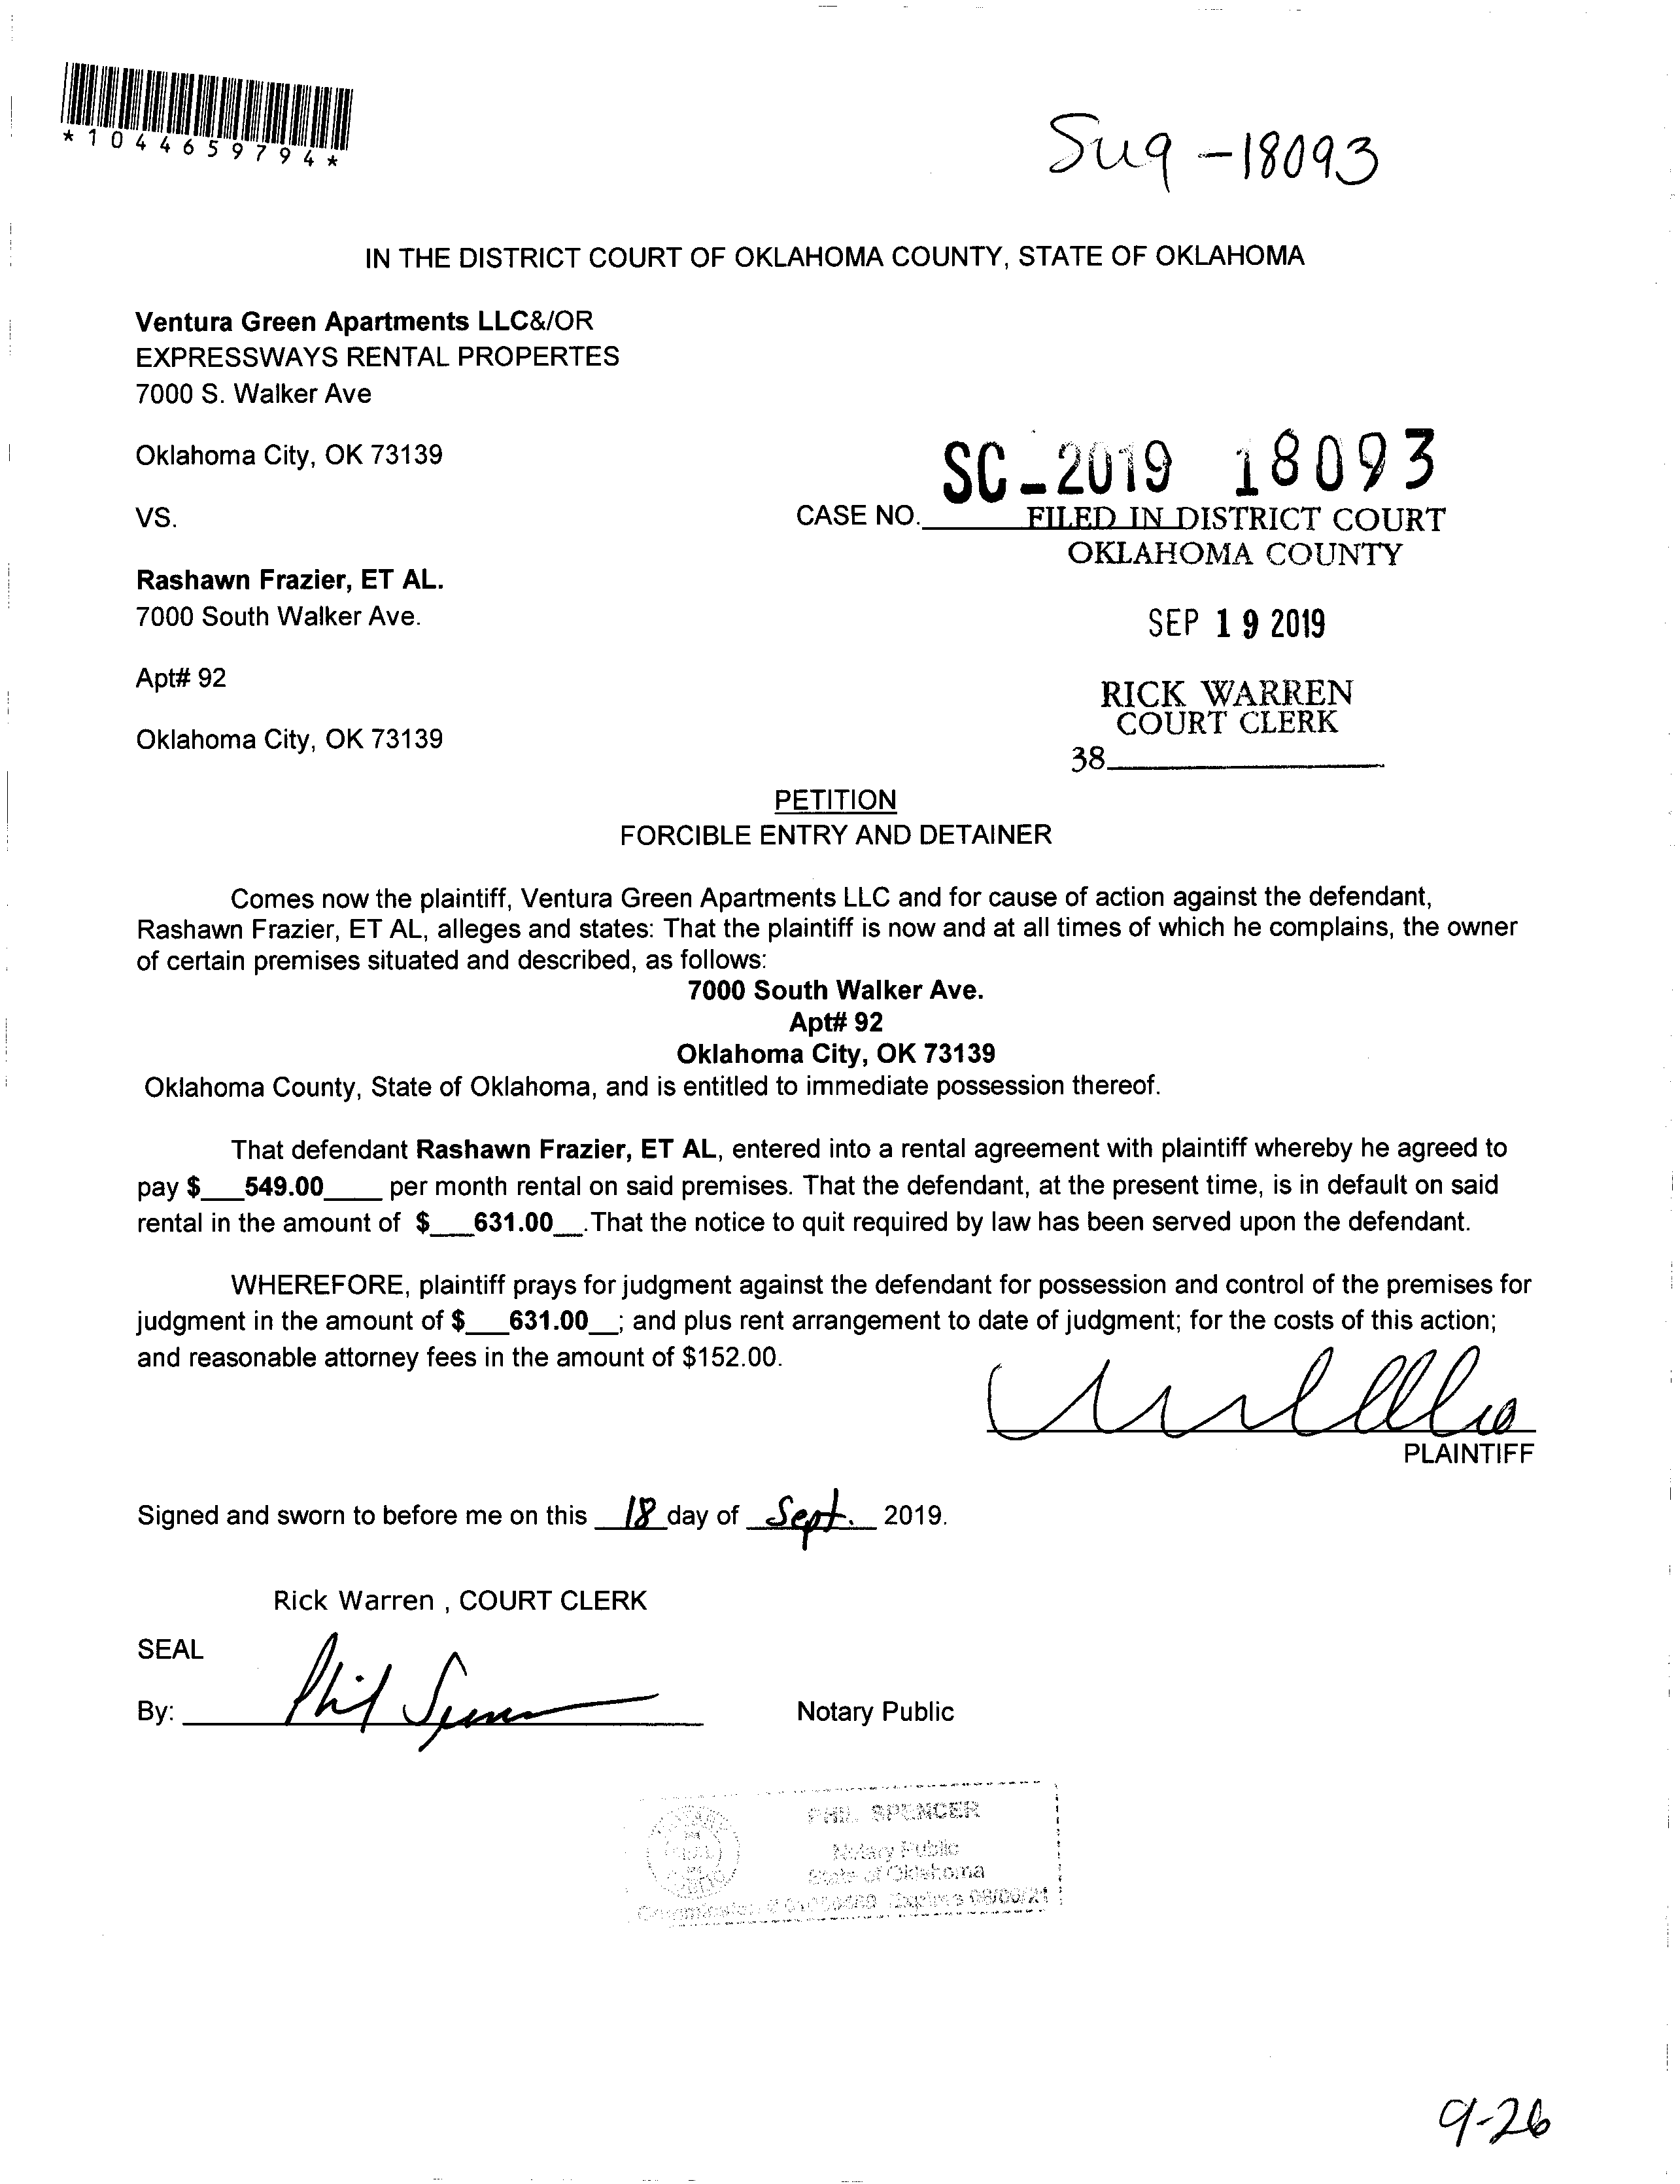 *1044659794*
-18093
IN THE DISTRICT COURT OF OKLAHOMA COUNTY, STATE OF OKLAHOMA
Ventura Green Apartments LLC&/OR
EXPRESSWAYS RENTAL PROPERTES
7000 S. Walker Ave
Oklahoma City, OK 73139
SC-2019 18093
VS.
CASE NO.
FILED IN DISTRICT COURT
OKLAHOMA COUNTY
Rashawn Frazier, ET AL.
7000 South Walker Ave.
SEP 19 2019
Apt# 92
RICK WARREN
COURT CLERK
Oklahoma City, OK 73139
38
PETITION
FORCIBLE ENTRY AND DETAINER
Comes now the plaintiff, Ventura Green Apartments LLC and for cause of action against the defendant,
Rashawn Frazier, ET AL, alleges and states: That the plaintiff is now and at all times of which he complains, the owner
of certain premises situated and described, as follows:
7000 South Walker Ave.
Apt# 92
Oklahoma City, OK 73139
Oklahoma County, State of Oklahoma, and is entitled to immediate possession thereof.
That defendant Rashawn Frazier, ET AL, entered into a rental agreement with plaintiff whereby he agreed to
pay $___549.00____ per month rental on said premises. That the defendant, at the present time, is in default on said
rental in the amount of $___631.00__.That the notice to quit required by law has been served upon the defendant.
WHEREFORE, plaintiff prays for judgment against the defendant for possession and control of the premises for
judgment in the amount of $___631.00__; and plus rent arrangement to date of judgment; for the costs of this action;
and reasonable attorney fees in the amount of $152.00.
PLAINTIFF
Signed and sworn to before me on this 18 day of Sept. 2019.
Rick Warren , COURT CLERK
SEAL
By:
Notary Public
PHIL SPENCER
Notary Public
State of Oklahoma
Expires
9-26